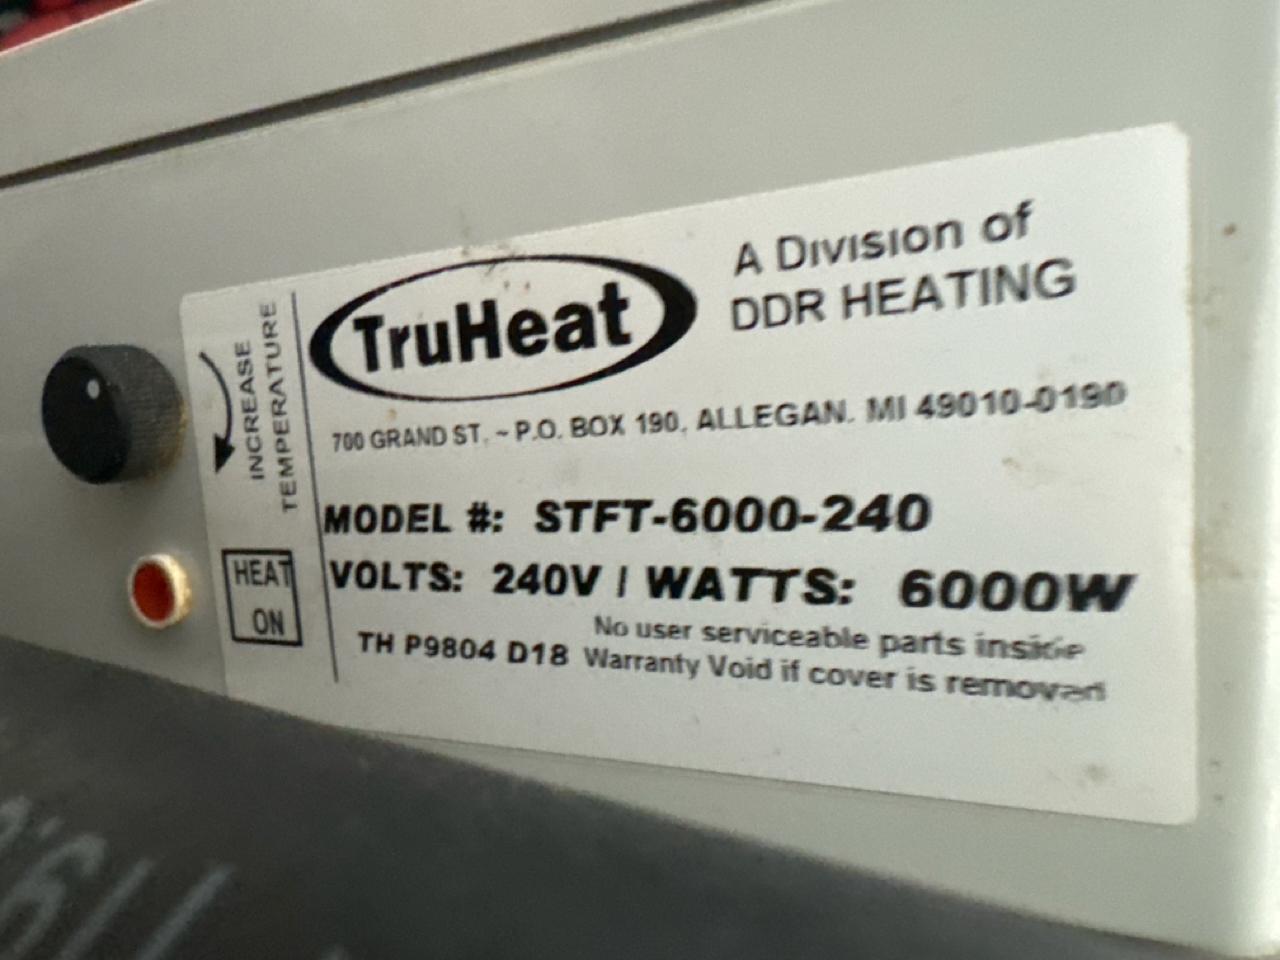 INCREASE
TEMPERATURE
HEAT
ON
TruHeat
A Division of
DDR HEATING
700 GRAND ST. ~ P.O. BOX 190, ALLEGAN. MI 49010-0190
MODEL #: STFT-6000-240
VOLTS: 240V / WATTS: 6000W
No user serviceable parts inside
TH P9804 D18 Warranty Void if cover is removed